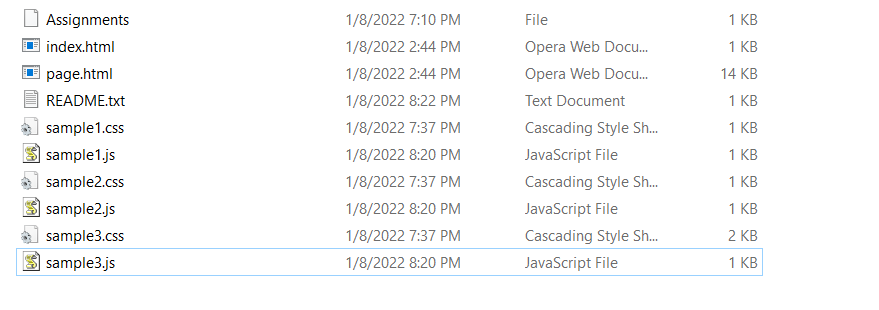 Assignments 1/8/2022 7:10 PM File 1 KB
index.html 1/8/2022 2:44 PM Opera Web Docu... 1 KB
page.html 1/8/2022 2:44 PM Opera Web Docu... 14 KB
README.txt 1/8/2022 8:22 PM Text Document 1 KB
sample1.css 1/8/2022 7:37 PM Cascading Style Sh... 1 KB
sample1.js 1/8/2022 8:20 PM JavaScript File 1 KB
sample2.css 1/8/2022 7:37 PM Cascading Style Sh... 1 KB
sample2.js 1/8/2022 8:20 PM JavaScript File 1 KB
sample3.css 1/8/2022 7:37 PM Cascading Style Sh... 2 KB
sample3.js 1/8/2022 8:20 PM JavaScript File 1 KB